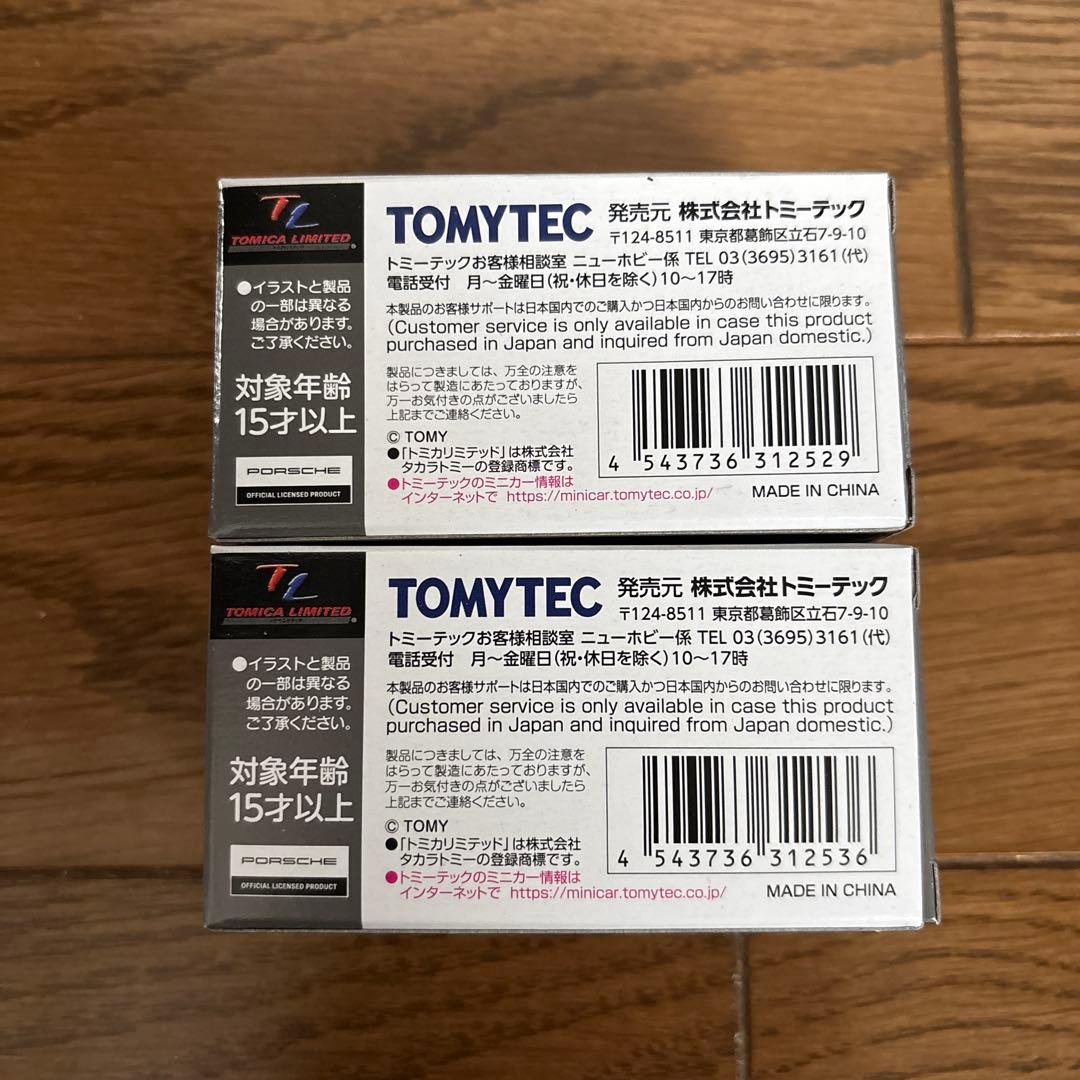 TL
TOMICA LIMITED
●イラストと製品
の一部は異なる
場合があります。
ご了承ください。
対象年齢
15才以上
PORSCHE
OFFICIAL LICENSED PRODUCT
TOMYTEC 発売元 株式会社トミーテック
〒124-8511 東京都葛飾区立石7-9-10
トミーテックお客様相談室 ニューホビー係 TEL 03(3695)3161(代)
電話受付 月～金曜日(祝・休日を除く)10～17時
本製品のお客様サポートは日本国内でのご購入かつ日本国内からのお問い合わせに限ります。
(Customer service is only available in case this product
purchased in Japan and inquired from Japan domestic.)
製品につきましては、万全の注意を
はらって製造にあたっておりますが、
万一お気付きの点がございましたら
上記までご連絡ください。
© TOMY
●「トミカリミテッド」は株式会社
タカラトミーの登録商標です。
●トミーテックのミニカー情報は
インターネットで https://minicar.tomytec.co.jp/
4 543736 312529
MADE IN CHINA
TL
TOMICA LIMITED
●イラストと製品
の一部は異なる
場合があります。
ご了承ください。
対象年齢
15才以上
PORSCHE
OFFICIAL LICENSED PRODUCT
TOMYTEC 発売元 株式会社トミーテック
〒124-8511 東京都葛飾区立石7-9-10
トミーテックお客様相談室 ニューホビー係 TEL 03(3695)3161(代)
電話受付 月～金曜日(祝・休日を除く)10～17時
本製品のお客様サポートは日本国内でのご購入かつ日本国内からのお問い合わせに限ります。
(Customer service is only available in case this product
purchased in Japan and inquired from Japan domestic.)
製品につきましては、万全の注意を
はらって製造にあたっておりますが、
万一お気付きの点がございましたら
上記までご連絡ください。
© TOMY
●「トミカリミテッド」は株式会社
タカラトミーの登録商標です。
●トミーテックのミニカー情報は
インターネットで https://minicar.tomytec.co.jp/
4 543736 312536
MADE IN CHINA